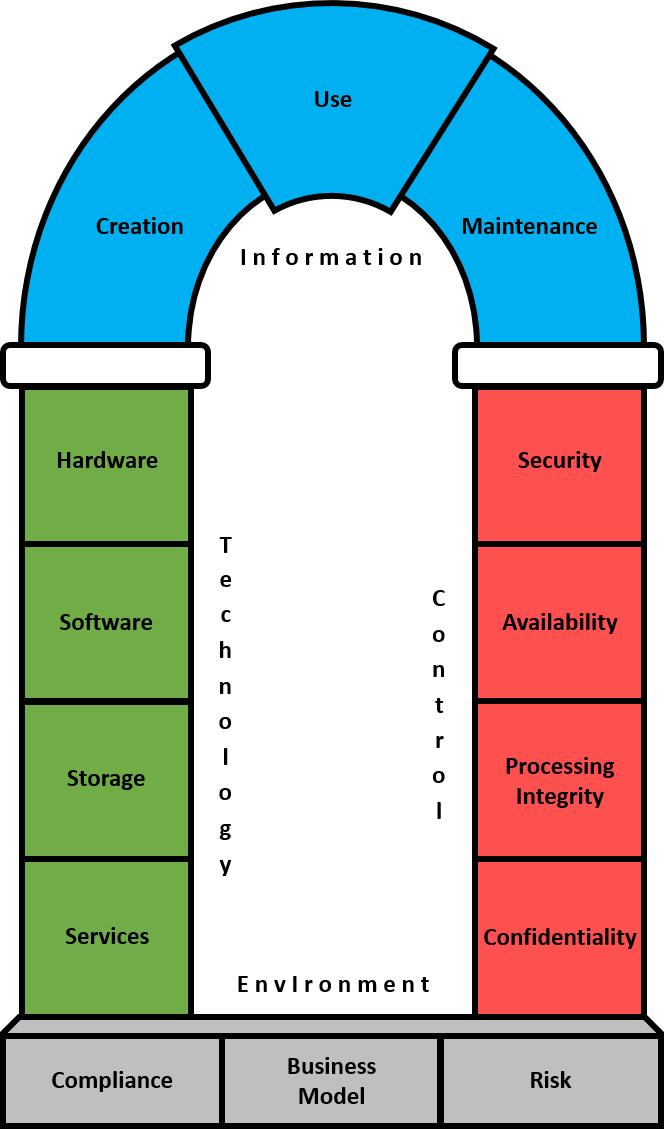 Use
Creation
Maintenance
Information
Hardware
Security
Technology
Control
Software
Availability
Storage
Processing
Integrity
Services
Confidentiality
EnvIronment
Compliance
Business
Model
Risk